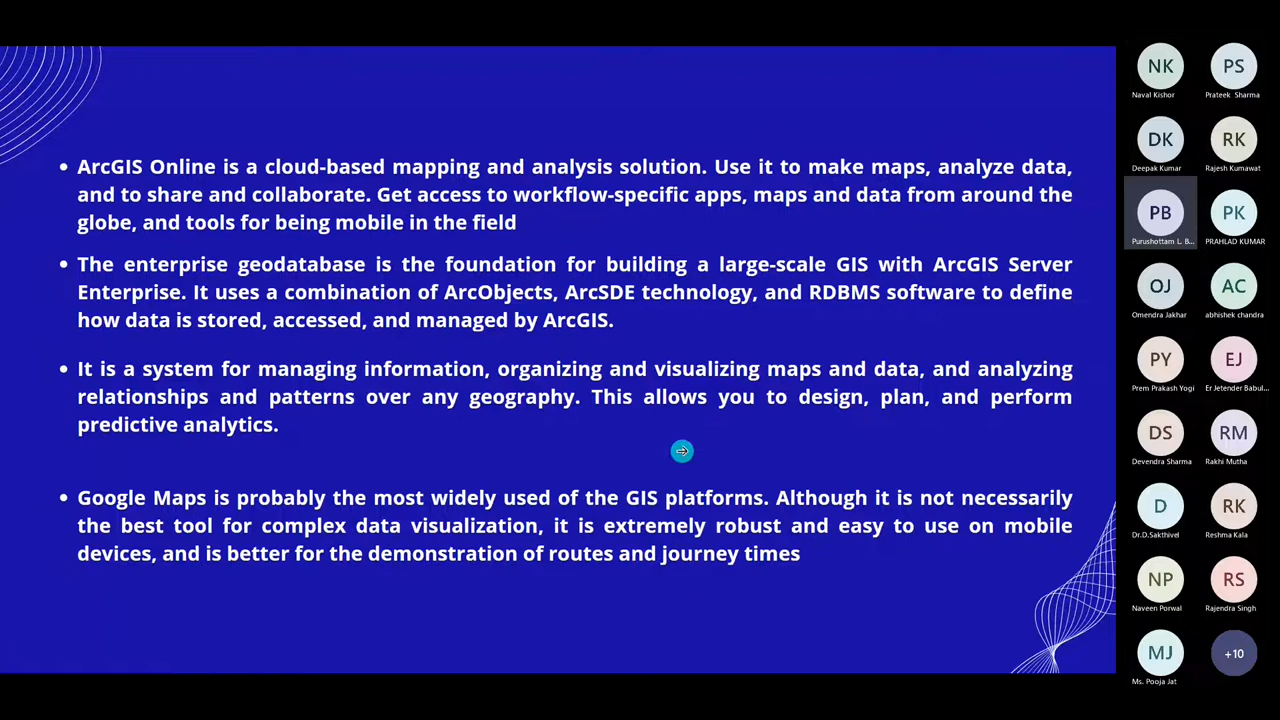 • ArcGIS Online is a cloud-based mapping and analysis solution. Use it to make maps, analyze data,
and to share and collaborate. Get access to workflow-specific apps, maps and data from around the
globe, and tools for being mobile in the field
• The enterprise geodatabase is the foundation for building a large-scale GIS with ArcGIS Server
Enterprise. It uses a combination of ArcObjects, ArcSDE technology, and RDBMS software to define
how data is stored, accessed, and managed by ArcGIS.
• It is a system for managing information, organizing and visualizing maps and data, and analyzing
relationships and patterns over any geography. This allows you to design, plan, and perform
predictive analytics.
• Google Maps is probably the most widely used of the GIS platforms. Although it is not necessarily
the best tool for complex data visualization, it is extremely robust and easy to use on mobile
devices, and is better for the demonstration of routes and journey times
NK PS
Naval Kishor Prateek Sharma
DK RK
Deepak Kumar Rajesh Kumawat
PB PK
Purushottam L. B... PRAHLAD KUMAR
OJ AC
Omendra Jakhar abhishek chandra
PY EJ
Prem Prakash Yogi Er Jetender Babul...
DS RM
Devendra Sharma Rakhi Mutha
D RK
Dr.D.Sakthivel Reshma Kala
NP RS
Naveen Porwal Rajendra Singh
MJ +10
Ms. Pooja Jat